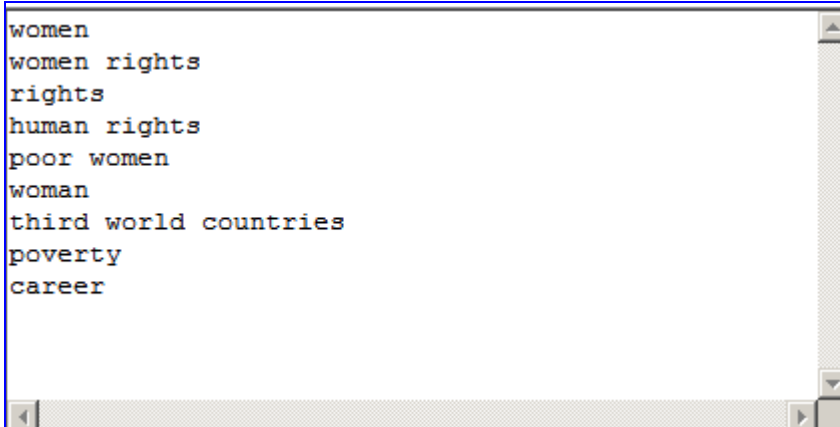 women
women rights
rights
human rights
poor women
woman
third world countries
poverty
career